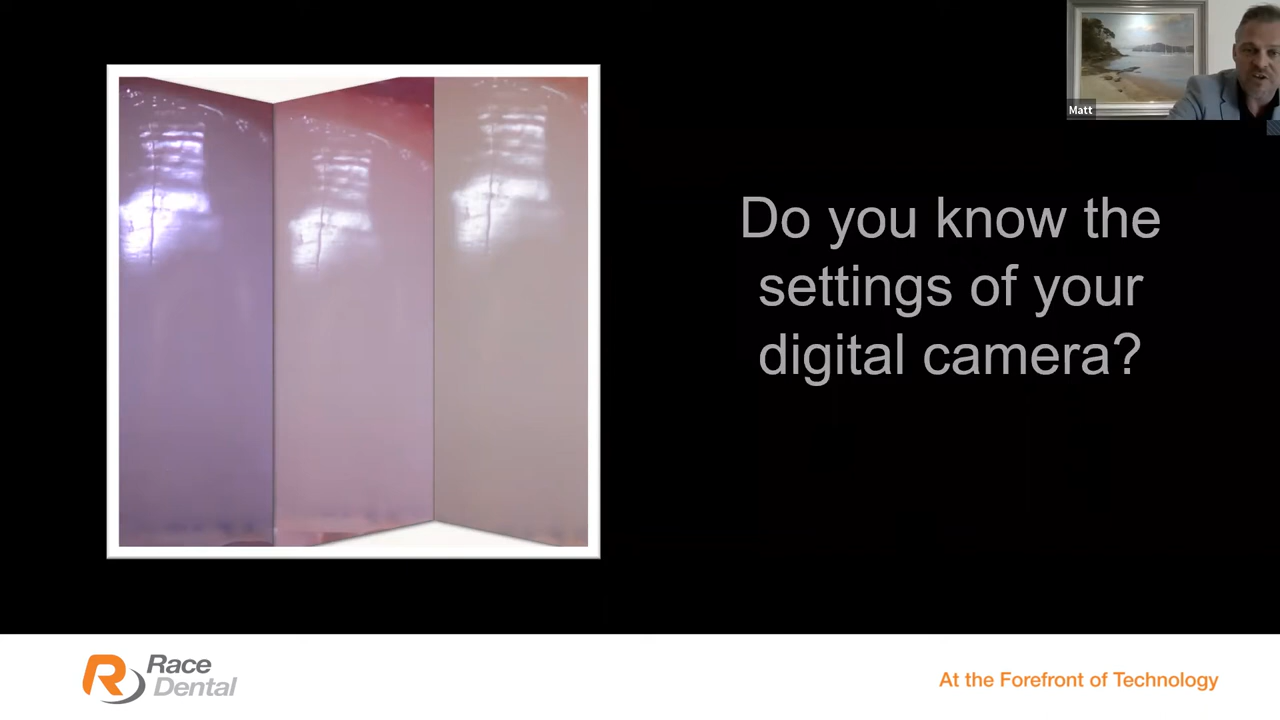 Matt
Do you know the
settings of your
digital camera?
Race
Dental
At the Forefront of Technology